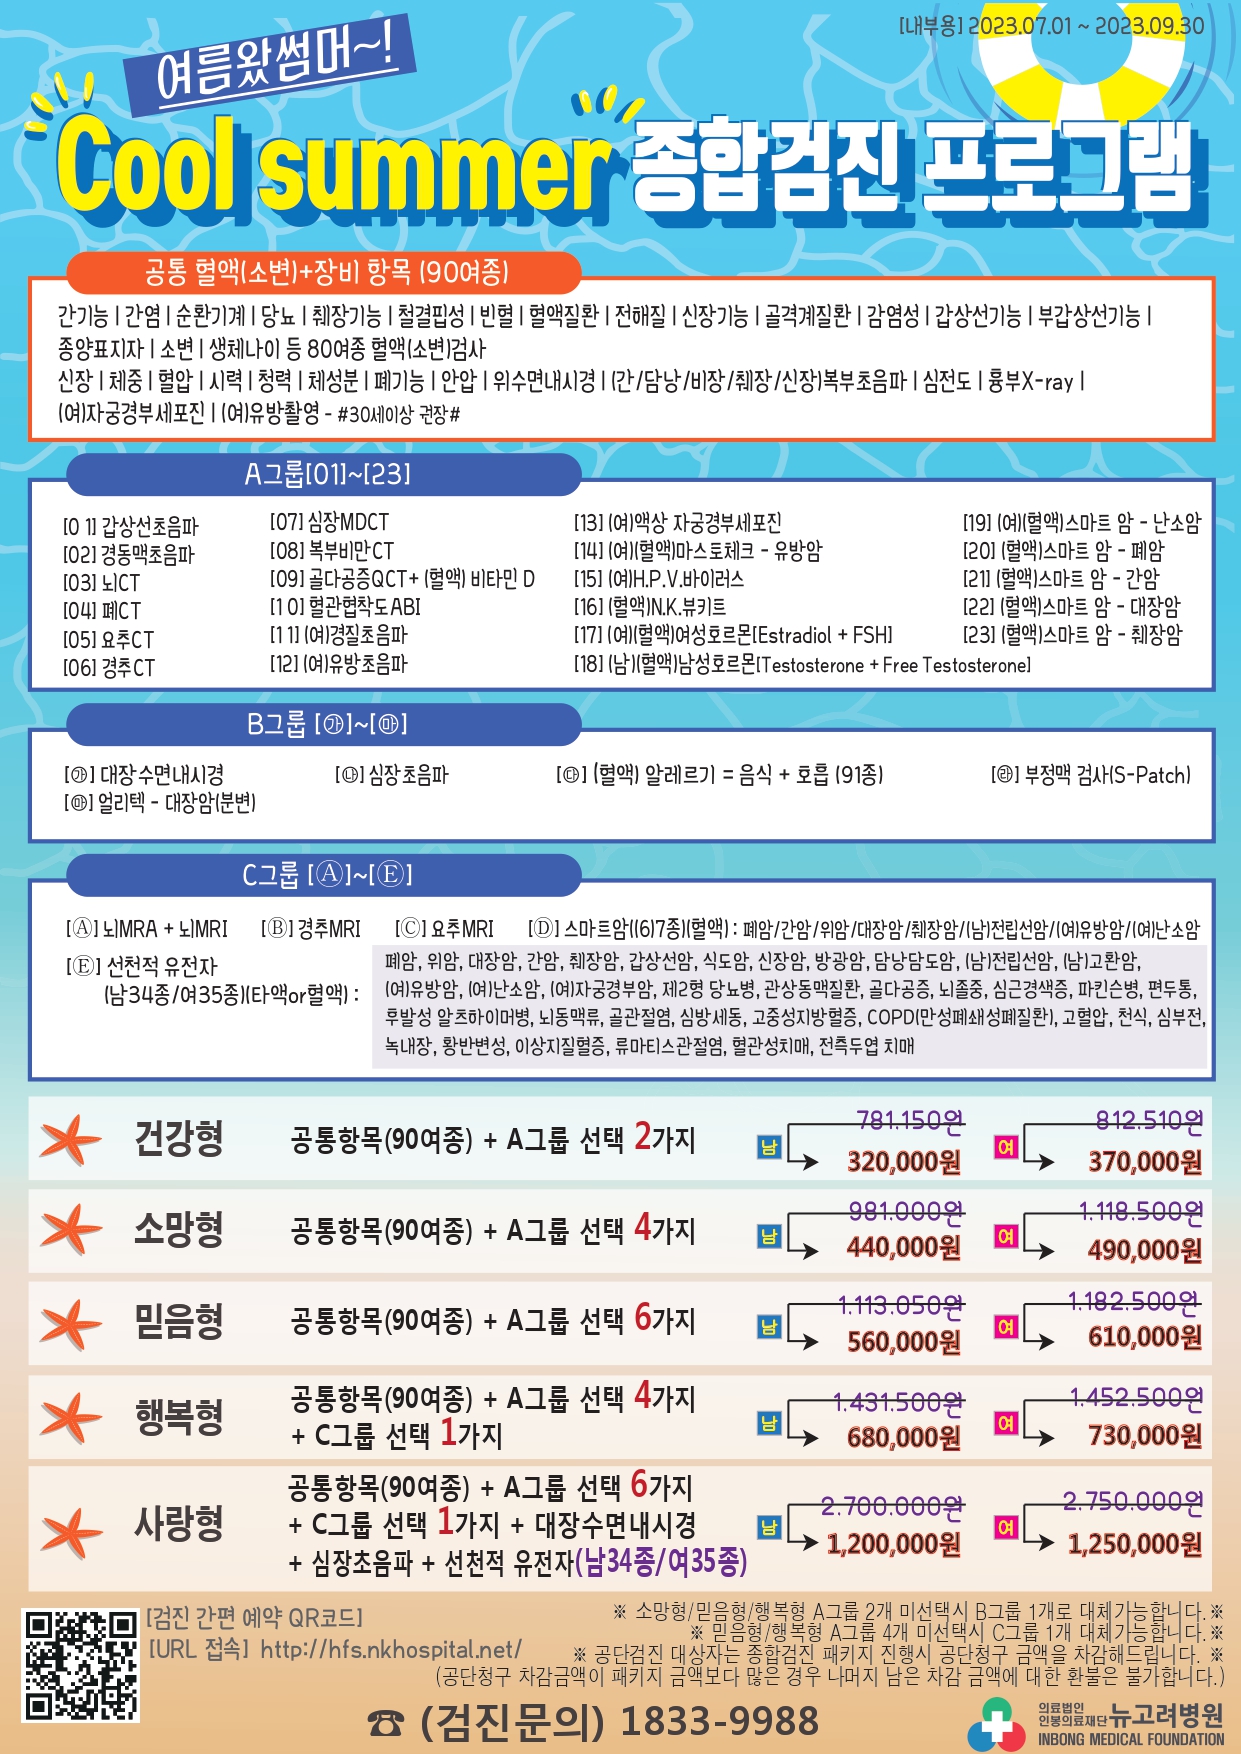 [내부용] 2023.07.01 ~ 2023.09.30
여름왔썸머~!
Cool summer 종합검진 프로그램
공통 혈액(소변)+장비 항목 (90여종)
간기능 | 간염 | 순환기계 | 당뇨 | 췌장기능 | 철결핍성 | 빈혈 | 혈액질환 | 전해질 | 신장기능 | 골격계질환 | 감염성 | 갑상선기능 | 부갑상선기능 |
종양표지자 | 소변 | 생체나이 등 80여종 혈액(소변)검사
신장 | 체중 | 혈압 | 시력 | 청력 | 체성분 | 폐기능 | 안압 | 위수면내시경 | (간/담낭/비장/췌장/신장)복부초음파 | 심전도 | 흉부X-ray |
(여)자궁경부세포진 | (여)유방촬영 - #30세이상 권장#
A그룹[01]~[23]
[0 1] 갑상선초음파
[02] 경동맥초음파
[03] 뇌CT
[04] 폐CT
[05] 요추CT
[06] 경추CT
[07] 심장MDCT
[08] 복부비만CT
[09] 골다공증QCT+ (혈액) 비타민 D
[1 0] 혈관협착도ABI
[1 1] (여)경질초음파
[12] (여)유방초음파
[13] (여)액상 자궁경부세포진
[14] (여)(혈액)마스토체크 - 유방암
[15] (여)H.P.V.바이러스
[16] (혈액)N.K.뷰키트
[17] (여)(혈액)여성호르몬[Estradiol + FSH]
[18] (남)(혈액)남성호르몬[Testosterone + Free Testosterone]
[19] (여)(혈액)스마트 암 - 난소암
[20] (혈액)스마트 암 - 폐암
[21] (혈액)스마트 암 - 간암
[22] (혈액)스마트 암 - 대장암
[23] (혈액)스마트 암 - 췌장암
B그룹 [㉮]~[㉲]
[㉮] 대장수면내시경 [㉯] 심장초음파 [㉰] (혈액) 알레르기 = 음식 + 호흡 (91종) [㉱] 부정맥 검사(S-Patch)
[㉲] 얼리텍 - 대장암(분변)
C그룹 [Ⓐ]~[Ⓔ]
[Ⓐ] 뇌MRA + 뇌MRI [Ⓑ] 경추MRI [Ⓒ] 요추MRI [Ⓓ] 스마트암((6)7종)(혈액) : 폐암/간암/위암/대장암/췌장암/(남)전립선암/(여)유방암/(여)난소암
[Ⓔ] 선천적 유전자
(남34종/여35종)(타액or혈액) :
폐암, 위암, 대장암, 간암, 췌장암, 갑상선암, 식도암, 신장암, 방광암, 담낭담도암, (남)전립선암, (남)고환암,
(여)유방암, (여)난소암, (여)자궁경부암, 제2형 당뇨병, 관상동맥질환, 골다공증, 뇌졸중, 심근경색증, 파킨슨병, 편두통,
후발성 알츠하이머병, 뇌동맥류, 골관절염, 심방세동, 고중성지방혈증, COPD(만성폐쇄성폐질환), 고혈압, 천식, 심부전,
녹내장, 황반변성, 이상지질혈증, 류마티스관절염, 혈관성치매, 전측두엽 치매
건강형 공통항목(90여종) + A그룹 선택 2가지 남 781.150원 320,000원 여 812.510원 370,000원
소망형 공통항목(90여종) + A그룹 선택 4가지 남 981.000원 440,000원 여 1.118.500원 490,000원
믿음형 공통항목(90여종) + A그룹 선택 6가지 남 1.113.050원 560,000원 여 1.182.500원 610,000원
행복형 공통항목(90여종) + A그룹 선택 4가지
+ C그룹 선택 1가지 남 1.431.500원 680,000원 여 1.452.500원 730,000원
사랑형 공통항목(90여종) + A그룹 선택 6가지
+ C그룹 선택 1가지 + 대장수면내시경
+ 심장초음파 + 선천적 유전자(남34종/여35종) 남 2.700.000원 1,200,000원 여 2.750.000원 1,250,000원
[검진 간편 예약 QR코드]
[URL 접속] http://hfs.nkhospital.net/
※ 소망형/믿음형/행복형 A그룹 2개 미선택시 B그룹 1개로 대체가능합니다.※
※ 믿음형/행복형 A그룹 4개 미선택시 C그룹 1개 대체가능합니다.※
※ 공단검진 대상자는 종합검진 패키지 진행시 공단청구 금액을 차감해드립니다. ※
(공단청구 차감금액이 패키지 금액보다 많은 경우 나머지 남은 차감 금액에 대한 환불은 불가합니다.)
☎ (검진문의) 1833-9988
의료법인
인봉의료재단 뉴고려병원
INBONG MEDICAL FOUNDATION